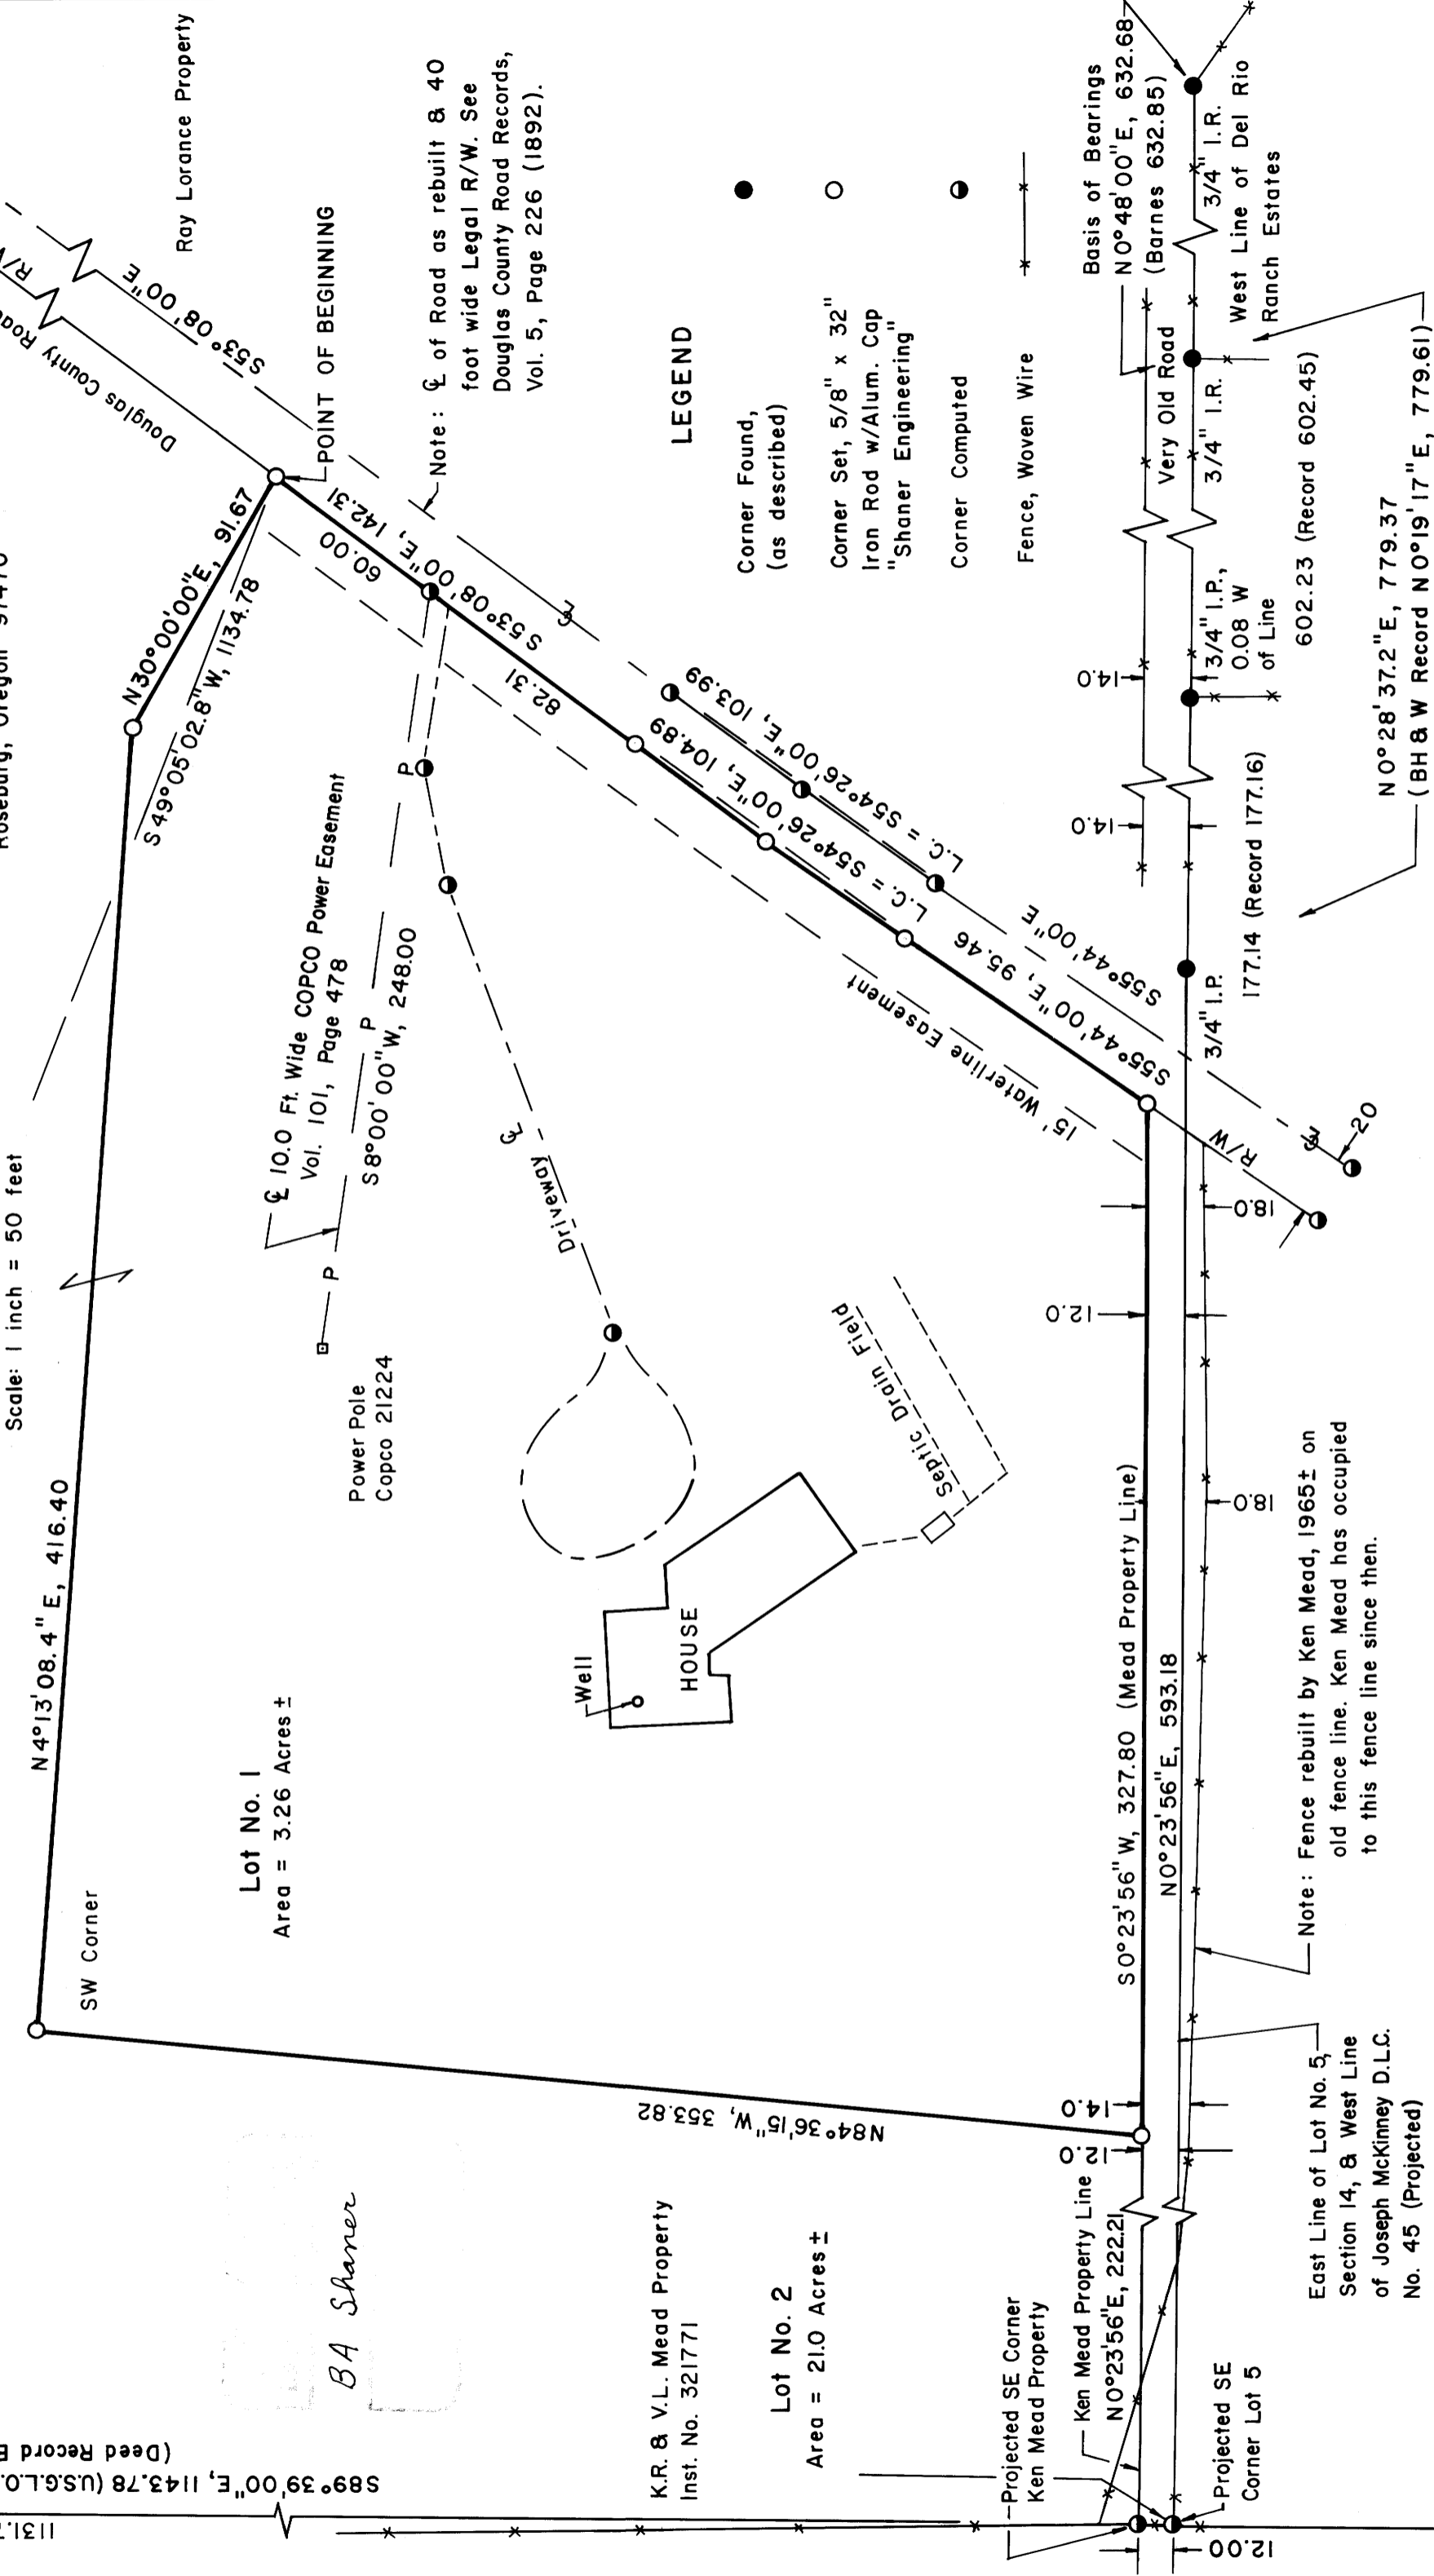 Roseburg, Oregon 97470
Scale: 1 inch = 50 feet
Ray Lorance Property
R/W
Douglas County Road
S53°08'00"E
POINT OF BEGINNING
Note: ℄ of Road as rebuilt & 40
foot wide Legal R/W. See
Douglas County Road Records,
Vol. 5, Page 226 (1892).
N30°00'00"E, 91.67
S49°05'02.8"W, 1134.78
N4°13'08.4"E, 416.40
SW Corner
Lot No. 1
Area = 3.26 Acres ±
℄ 10.0 Ft. Wide COPCO Power Easement
Vol. 101, Page 478
P
P
P
S8°00'00"W, 248.00
Power Pole
Copco 21224
Driveway ℄
60.00
S53°08'00"E, 142.31
82.31
℄
L.C. = S54°26'00"E, 104.89
L.C. = S54°26'00"E, 103.99
S55°44'00"E, 95.46
S55°44'00"E
15' Waterline Easement
R/W
℄
20
Well
HOUSE
Septic Drain Field
LEGEND
Corner Found,
(as described)
Corner Set, 5/8" x 32"
Iron Rod w/Alum. Cap
"Shaner Engineering"
Corner Computed
Fence, Woven Wire
Basis of Bearings
N0°48'00"E, 632.68
(Barnes 632.85)
Very Old Road
3/4" I.R.
3/4" I.R.
West Line of Del Rio
Ranch Estates
3/4" I.P.,
0.08 W
of Line
602.23 (Record 602.45)
14.0
14.0
177.14 (Record 177.16)
3/4" I.P.
N0°28'37.2"E, 779.37
(BH & W Record N0°19'17"E, 779.61)
18.0
12.0
18.0
S0°23'56"W, 327.80 (Mead Property Line)
N0°23'56"E, 593.18
Note: Fence rebuilt by Ken Mead, 1965± on
old fence line. Ken Mead has occupied
to this fence line since then.
N84°36'15"W, 353.82
14.0
12.0
East Line of Lot No. 5,
Section 14, & West Line
of Joseph McKinney D.L.C.
No. 45 (Projected)
BA Shaner
K.R. & V.L. Mead Property
Inst. No. 321771
Lot No. 2
Area = 21.0 Acres ±
Projected SE Corner
Ken Mead Property
Ken Mead Property Line
N0°23'56"E, 222.21
Projected SE
Corner Lot 5
12.00
(Deed Record
S89°39'00"E, 1143.78 (U.S.G.L.O.